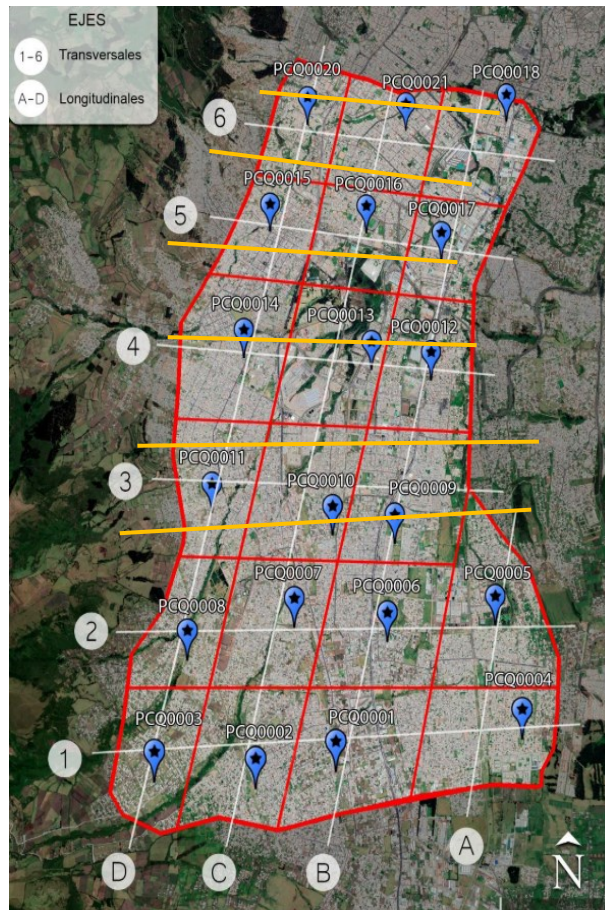 EJES
1-6 Transversales
A-D Longitudinales
PCQ0020
PCQ0021
PCQ0018
6
PCQ0015
PCQ0016
5
PCQ0017
PCQ0014
PCQ0013
PCQ0012
4
PCQ0011
3
PCQ0010
PCQ0009
PCQ0007
PCQ0006
PCQ0005
PCQ0008
2
PCQ0004
PCQ0003
PCQ0002
PCQ0001
1
D
C
B
A
N